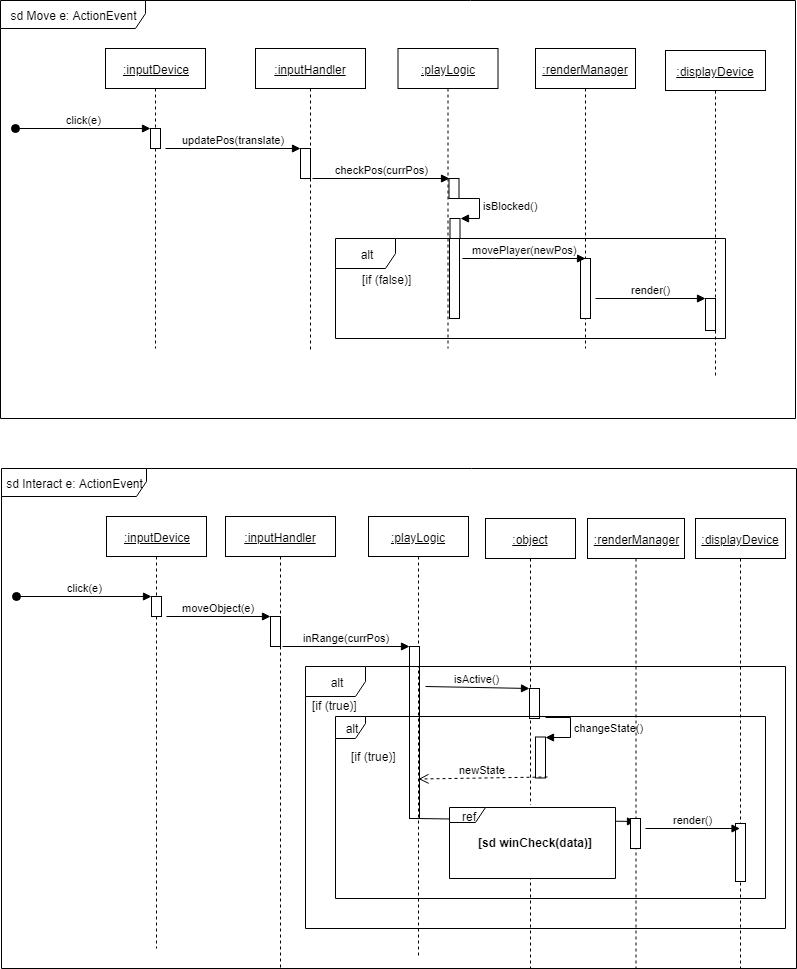 sd Move e: ActionEvent
:inputDevice
:inputHandler
:playLogic
:renderManager
:displayDevice
click(e)
updatePos(translate)
checkPos(currPos)
isBlocked()
alt
movePlayer(newPos)
[if (false)]
render()
sd Interact e: ActionEvent
:inputDevice
:inputHandler
:playLogic
:object
:renderManager
:displayDevice
click(e)
moveObject(e)
inRange(currPos)
alt
isActive()
[if (true)]
alt
changeState()
[if (true)]
newState
ref
render()
[sd winCheck(data)]